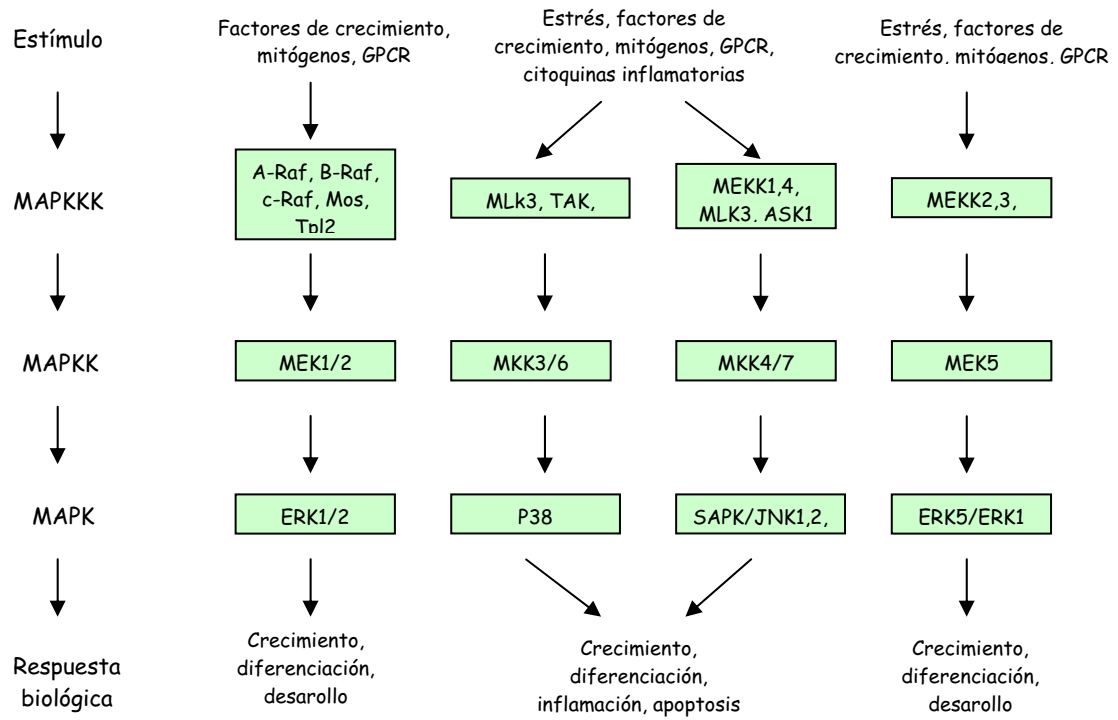 Estímulo
Factores de crecimiento,
mitógenos, GPCR
Estrés, factores de
crecimiento, mitógenos, GPCR,
citoquinas inflamatorias
Estrés, factores de
crecimiento, mitógenos, GPCR
MAPKKK
A-Raf, B-Raf,
c-Raf, Mos,
Tpl2
MLk3, TAK,
MEKK1,4,
MLK3, ASK1
MEKK2,3,
MAPKK
MEK1/2
MKK3/6
MKK4/7
MEK5
MAPK
ERK1/2
P38
SAPK/JNK1,2,
ERK5/ERK1
Respuesta
biológica
Crecimiento,
diferenciación,
desarollo
Crecimiento,
diferenciación,
inflamación, apoptosis
Crecimiento,
diferenciación,
desarollo